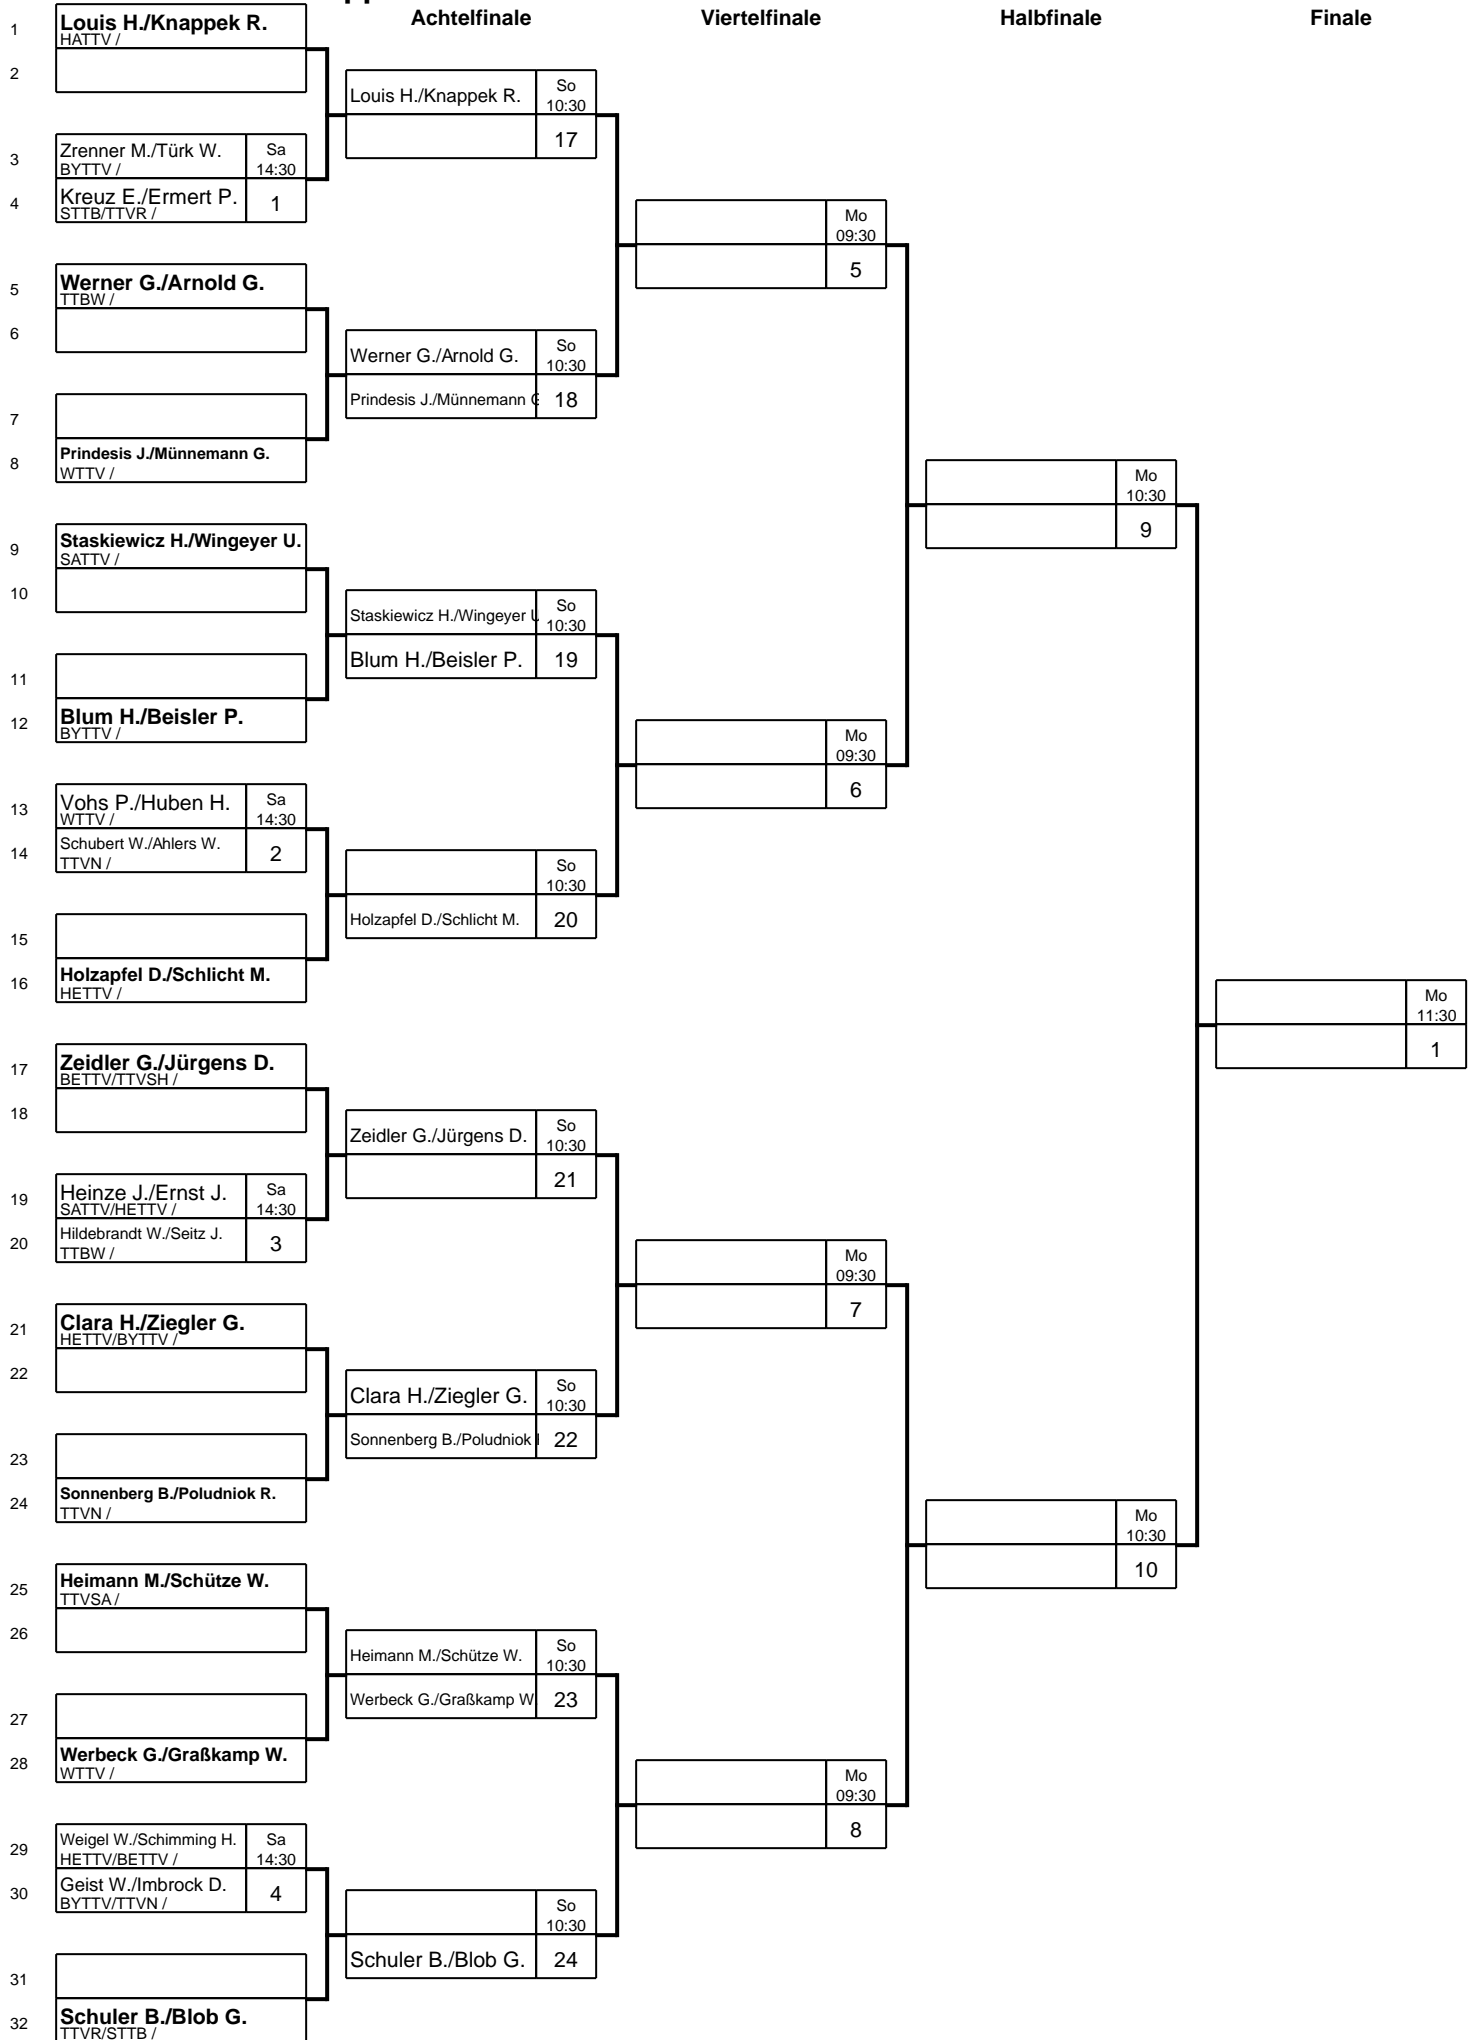 Achtelfinale Viertelfinale Halbfinale Finale
1 Louis H./Knappek R.
HATTV /
2
Louis H./Knappek R. So
10:30
17
3 Zrenner M./Türk W. Sa
BYTTV / 14:30
4 Kreuz E./Ermert P. 1
STTB/TTVR /
Mo
09:30
5
5 Werner G./Arnold G.
TTBW /
6
Werner G./Arnold G. So
10:30
Prindesis J./Münnemann 18
7
8 Prindesis J./Münnemann G.
WTTV /
Mo
10:30
9
9 Staskiewicz H./Wingeyer U.
SATTV /
10
Staskiewicz H./Wingeyer So
10:30
Blum H./Beisler P. 19
11
12 Blum H./Beisler P.
BYTTV /
Mo
09:30
6
13 Vohs P./Huben H. Sa
WTTV / 14:30
14 Schubert W./Ahlers W. 2
TTVN /
So
10:30
Holzapfel D./Schlicht M. 20
15
16 Holzapfel D./Schlicht M.
HETTV /
Mo
11:30
1
17 Zeidler G./Jürgens D.
BETTV/TTVSH /
18
Zeidler G./Jürgens D. So
10:30
21
19 Heinze J./Ernst J. Sa
SATTV/HETTV / 14:30
20 Hildebrandt W./Seitz J. 3
TTBW /
Mo
09:30
7
21 Clara H./Ziegler G.
HETTV/BYTTV /
22
Clara H./Ziegler G. So
10:30
Sonnenberg B./Poludniok 22
23
24 Sonnenberg B./Poludniok R.
TTVN /
Mo
10:30
10
25 Heimann M./Schütze W.
TTVSA /
26
Heimann M./Schütze W. So
10:30
Werbeck G./Graßkamp W 23
27
28 Werbeck G./Graßkamp W.
WTTV /
Mo
09:30
8
29 Weigel W./Schimming H. Sa
HETTV/BETTV / 14:30
30 Geist W./Imbrock D. 4
BYTTV/TTVN /
So
10:30
Schuler B./Blob G. 24
31
32 Schuler B./Blob G.
TTVR/STTB /